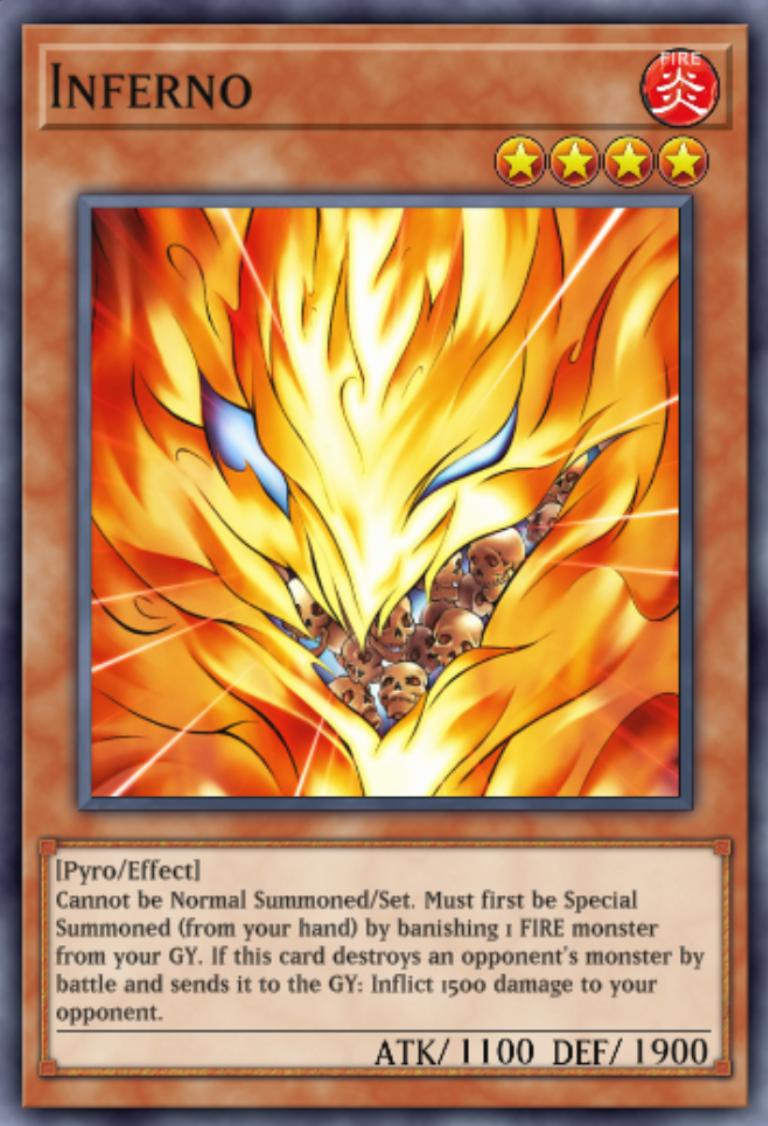 Inferno
FIRE
炎
[Pyro/Effect]
Cannot be Normal Summoned/Set. Must first be Special
Summoned (from your hand) by banishing 1 FIRE monster
from your GY. If this card destroys an opponent's monster by
battle and sends it to the GY: Inflict 1500 damage to your
opponent.
ATK/ 1100 DEF/ 1900